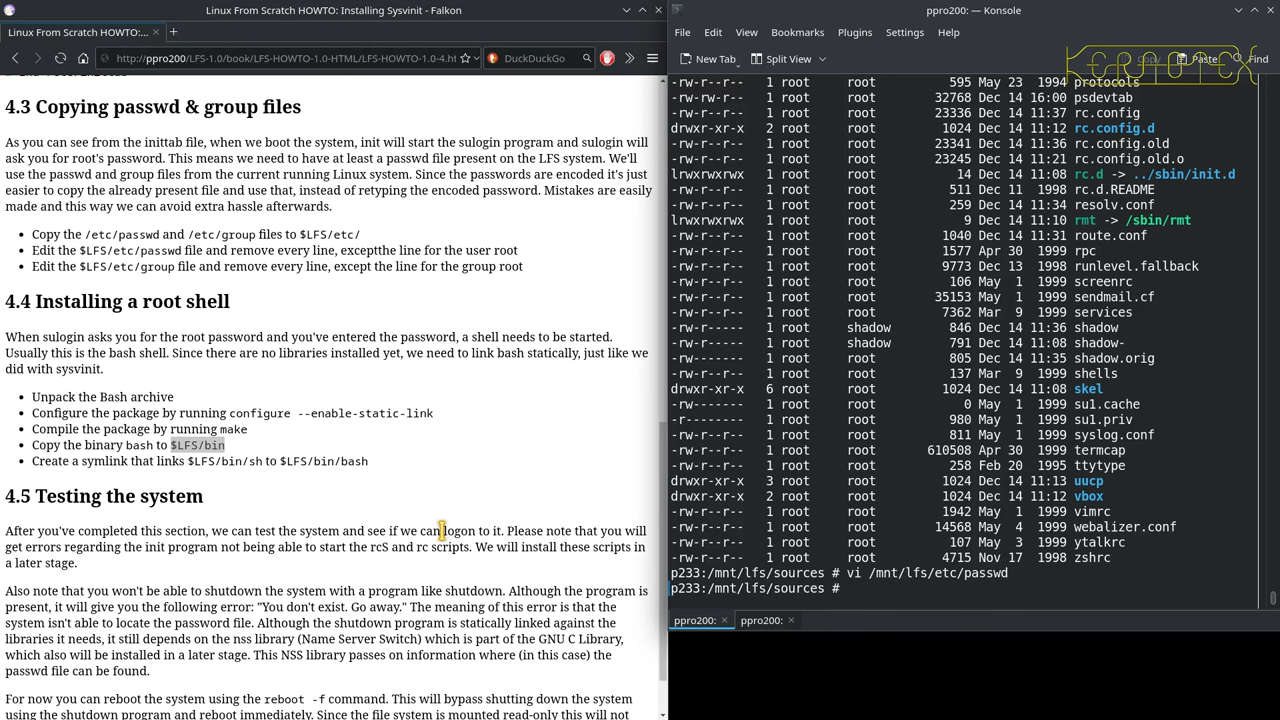 Linux From Scratch HOWTO: Installing Sysvinit - Falkon
Linux From Scratch HOWTO:...
http://ppro200/LFS-1.0/book/LFS-HOWTO-1.0-HTML/LFS-HOWTO-1.0-4.ht
DuckDuckGo
4.3 Copying passwd & group files
As you can see from the inittab file, when we boot the system, init will start the sulogin program and sulogin will
ask you for root's password. This means we need to have at least a passwd file present on the LFS system. We'll
use the passwd and group files from the current running Linux system. Since the passwords are encoded it's just
easier to copy the already present file and use that, instead of retyping the encoded password. Mistakes are easily
made and this way we can avoid extra hassle afterwards.
• Copy the /etc/passwd and /etc/group files to $LFS/etc/
• Edit the $LFS/etc/passwd file and remove every line, exceptthe line for the user root
• Edit the $LFS/etc/group file and remove every line, except the line for the group root
4.4 Installing a root shell
When sulogin asks you for the root password and you've entered the password, a shell needs to be started.
Usually this is the bash shell. Since there are no libraries installed yet, we need to link bash statically, just like we
did with sysvinit.
• Unpack the Bash archive
• Configure the package by running configure --enable-static-link
• Compile the package by running make
• Copy the binary bash to $LFS/bin
• Create a symlink that links $LFS/bin/sh to $LFS/bin/bash
4.5 Testing the system
After you've completed this section, we can test the system and see if we can logon to it. Please note that you will
get errors regarding the init program not being able to start the rcS and rc scripts. We will install these scripts in
a later stage.
Also note that you won't be able to shutdown the system with a program like shutdown. Although the program is
present, it will give you the following error: "You don't exist. Go away." The meaning of this error is that the
system isn't able to locate the password file. Although the shutdown program is statically linked against the
libraries it needs, it still depends on the nss library (Name Server Switch) which is part of the GNU C Library,
which also will be installed in a later stage. This NSS library passes on information where (in this case) the
passwd file can be found.
For now you can reboot the system using the reboot -f command. This will bypass shutting down the system
using the shutdown program and reboot immediately. Since the file system is mounted read-only this will not
ppro200: — Konsole
File Edit View Bookmarks Plugins Settings Help
New Tab Split View Copy Paste Find
-rw-r--r-- 1 root root 595 May 23 1994 protocols
-rw-rw-r-- 1 root root 32768 Dec 14 16:00 psdevtab
-rw-r--r-- 1 root root 23336 Dec 14 11:37 rc.config
drwxr-xr-x 2 root root 1024 Dec 14 11:12 rc.config.d
-rw-r--r-- 1 root root 23341 Dec 14 11:36 rc.config.old
-rw-r--r-- 1 root root 23245 Dec 14 11:21 rc.config.old.o
lrwxrwxrwx 1 root root 14 Dec 14 11:08 rc.d -> ../sbin/init.d
-rw-r--r-- 1 root root 511 Dec 11 1998 rc.d.README
-rw-r--r-- 1 root root 259 Dec 14 11:34 resolv.conf
lrwxrwxrwx 1 root root 9 Dec 14 11:10 rmt -> /sbin/rmt
-rw-r--r-- 1 root root 1040 Dec 14 11:31 route.conf
-rw-r--r-- 1 root root 1577 Apr 30 1999 rpc
-rw-r--r-- 1 root root 9773 Dec 13 1998 runlevel.fallback
-rw-r--r-- 1 root root 106 May 1 1999 screenrc
-rw-r--r-- 1 root root 35153 May 1 1999 sendmail.cf
-rw-r--r-- 1 root root 7362 Mar 9 1999 services
-rw-r----- 1 root shadow 846 Dec 14 11:36 shadow
-rw-r----- 1 root shadow 791 Dec 14 11:08 shadow-
-rw------- 1 root root 805 Dec 14 11:35 shadow.orig
-rw-r--r-- 1 root root 137 Mar 9 1999 shells
drwxr-xr-x 6 root root 1024 Dec 14 11:08 skel
-rw------- 1 root root 0 May 1 1999 su1.cache
-r-------- 1 root root 980 May 1 1999 su1.priv
-rw-r--r-- 1 root root 811 May 1 1999 syslog.conf
-rw-r--r-- 1 root root 610508 Apr 30 1999 termcap
-rw-r--r-- 1 root root 258 Feb 20 1995 ttytype
drwxr-xr-x 3 root root 1024 Dec 14 11:13 uucp
drwxr-xr-x 2 root root 1024 Dec 14 11:12 vbox
-rw-r--r-- 1 root root 1942 May 1 1999 vimrc
-rw-r--r-- 1 root root 14568 May 4 1999 webalizer.conf
-rw-r--r-- 1 root root 107 May 3 1999 ytalkrc
-rw-r--r-- 1 root root 4715 Nov 17 1998 zshrc
p233:/mnt/lfs/sources # vi /mnt/lfs/etc/passwd
p233:/mnt/lfs/sources #
ppro200: ppro200: